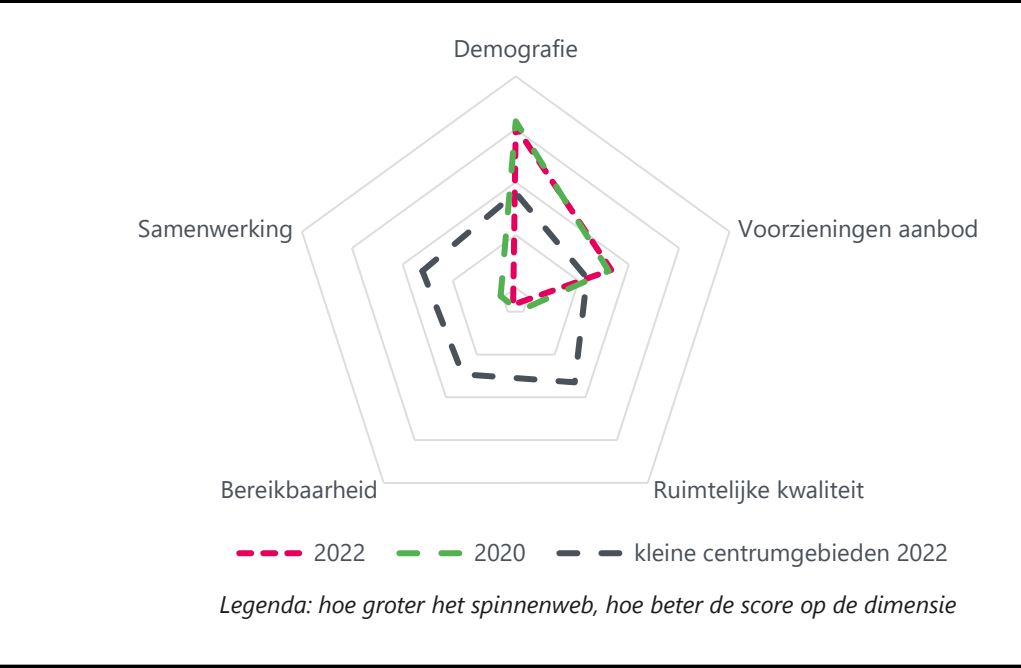 Demografie
Samenwerking
Voorzieningen aanbod
Bereikbaarheid
Ruimtelijke kwaliteit
2022 2020 kleine centrumgebieden 2022
Legenda: hoe groter het spinnenweb, hoe beter de score op de dimensie